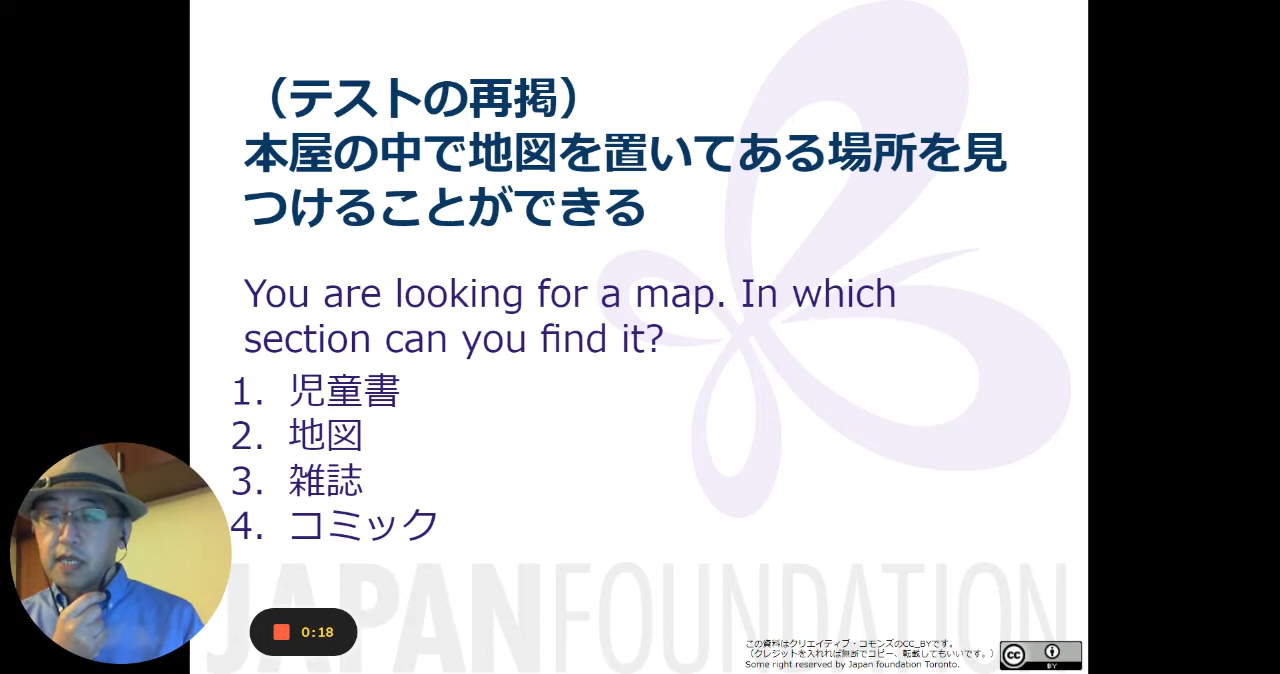 （テストの再掲）
本屋の中で地図を置いてある場所を見
つけることができる
You are looking for a map. In which
section can you find it?
1. 児童書
2. 地図
3. 雑誌
4. コミック
JAPANFOUNDATION
0:18
この資料はクリエイティブ・コモンズのCC_BYです。
（クレジットを入れれば無断でコピー、転載してもいいです。）
Some right reserved by Japan foundation Toronto.
cc
BY